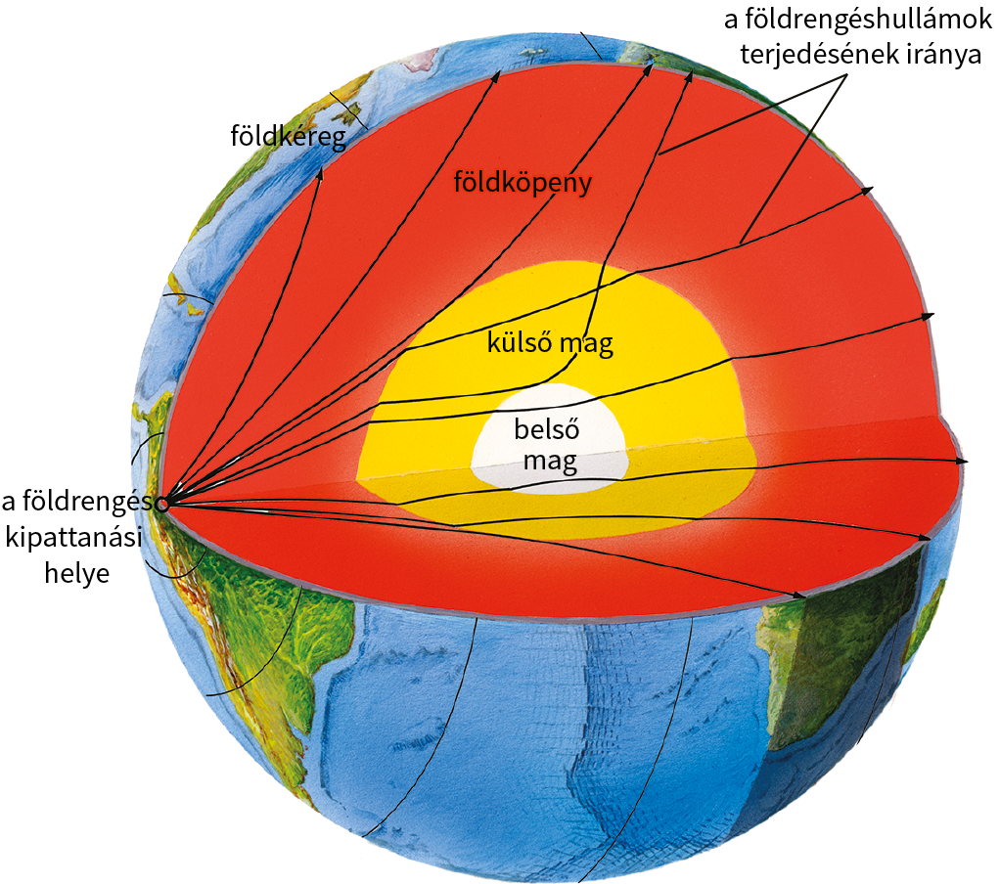 a földrengéshullámok
terjedésének iránya
földkéreg
földköpeny
külső mag
belső
mag
a földrengés
kipattanási
helye